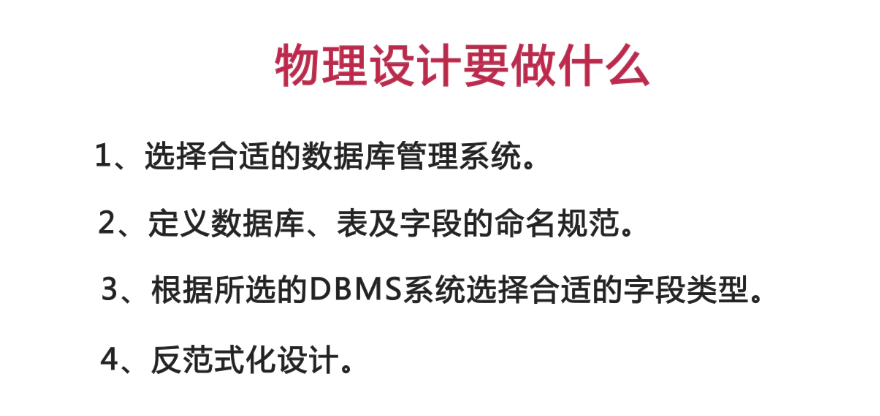 物理设计要做什么
1、选择合适的数据库管理系统。
2、定义数据库、表及字段的命名规范。
3、根据所选的DBMS系统选择合适的字段类型。
4、反范式化设计。